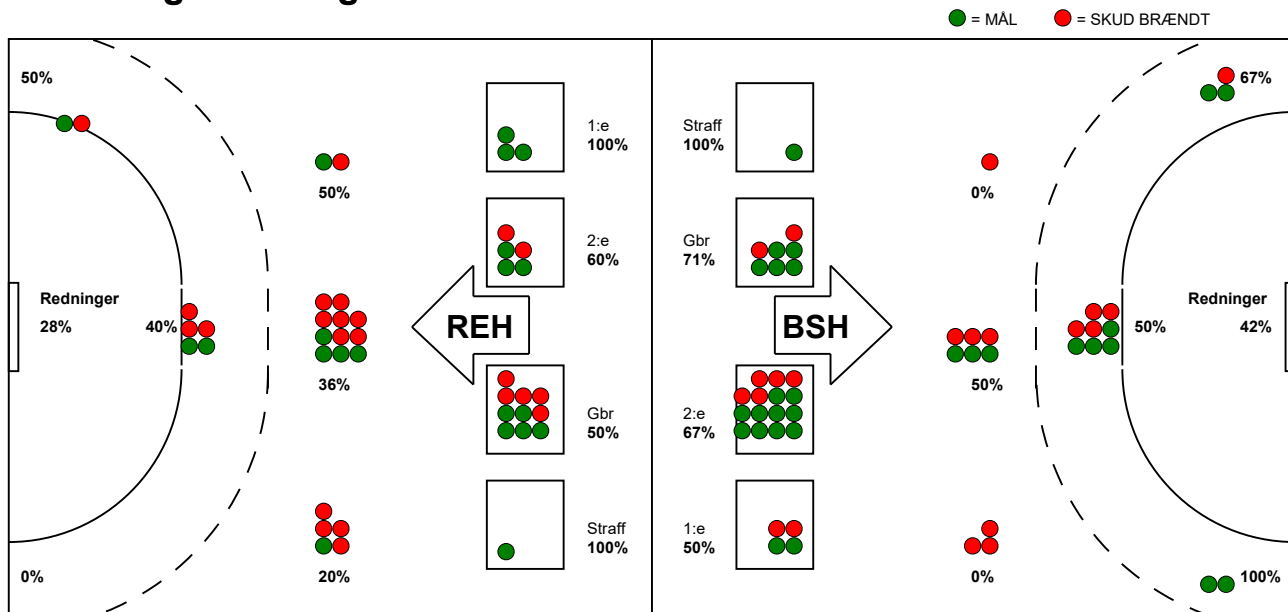 = MÅL = SKUD BRÆNDT
50%
67%
1:e
100%
Straff
100%
50%
0%
2:e
60%
Gbr
71%
Redninger
28%
40%
REH
BSH
50%
Redninger
42%
36%
50%
Gbr
50%
2:e
67%
Straff
100%
1:e
50%
0%
20%
0%
100%